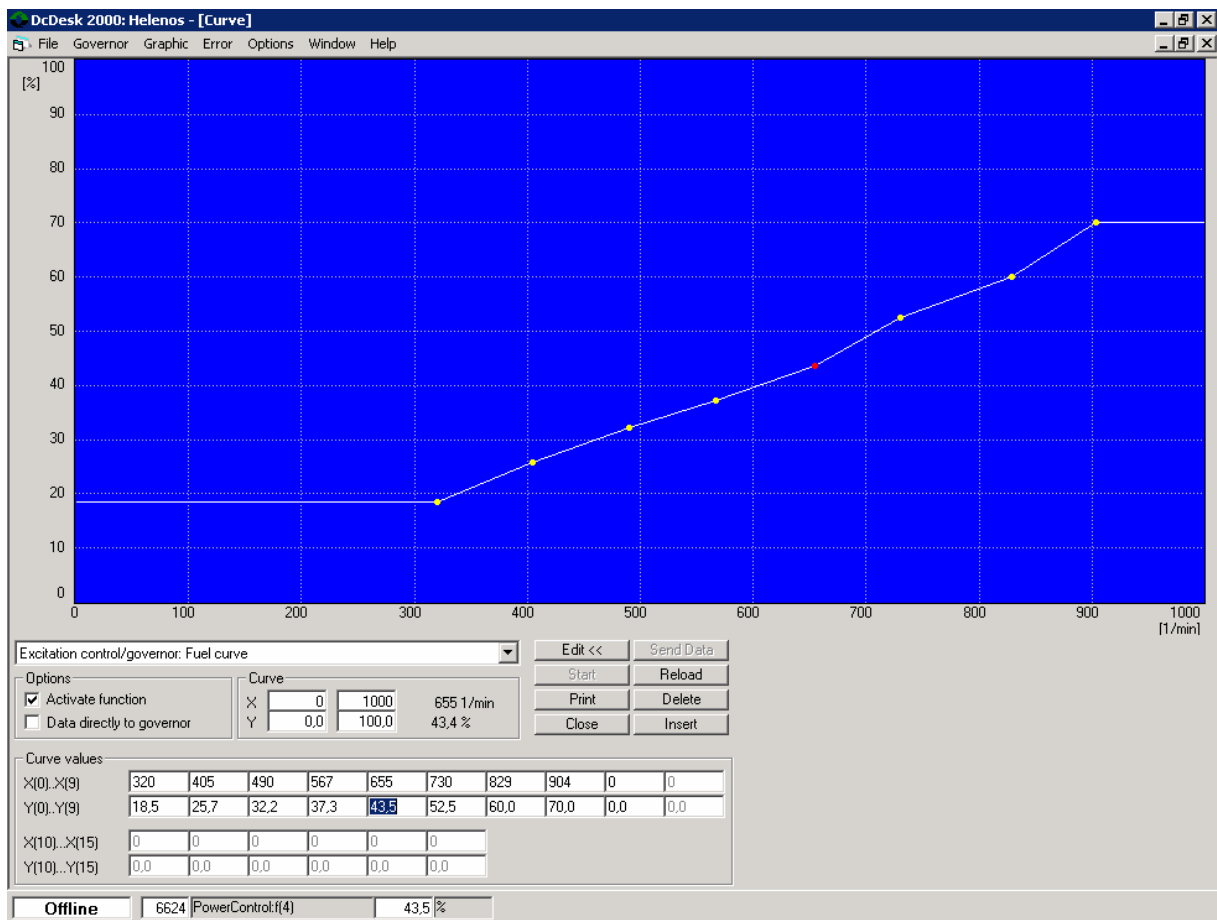 DcDesk 2000: Helenos - [Curve]
File Governor Graphic Error Options Window Help
100
[%]
90
80
70
60
50
40
30
20
10
0
0 100 200 300 400 500 600 700 800 900 1000
[1/min]
Excitation control/governor: Fuel curve
Edit << Send Data
Start Reload
Print Delete
Close Insert
Options
Activate function
Data directly to governor
Curve
X 0 1000 655 1/min
Y 0,0 100,0 43,4 %
Curve values
X(0)..X(9) 320 405 490 567 655 730 829 904 0 0
Y(0)..Y(9) 18,5 25,7 32,2 37,3 43,5 52,5 60,0 70,0 0,0 0,0
X(10)...X(15) 0 0 0 0 0 0
Y(10)...Y(15) 0,0 0,0 0,0 0,0 0,0 0,0
Offline 6624 PowerControl:f(4) 43,5 %